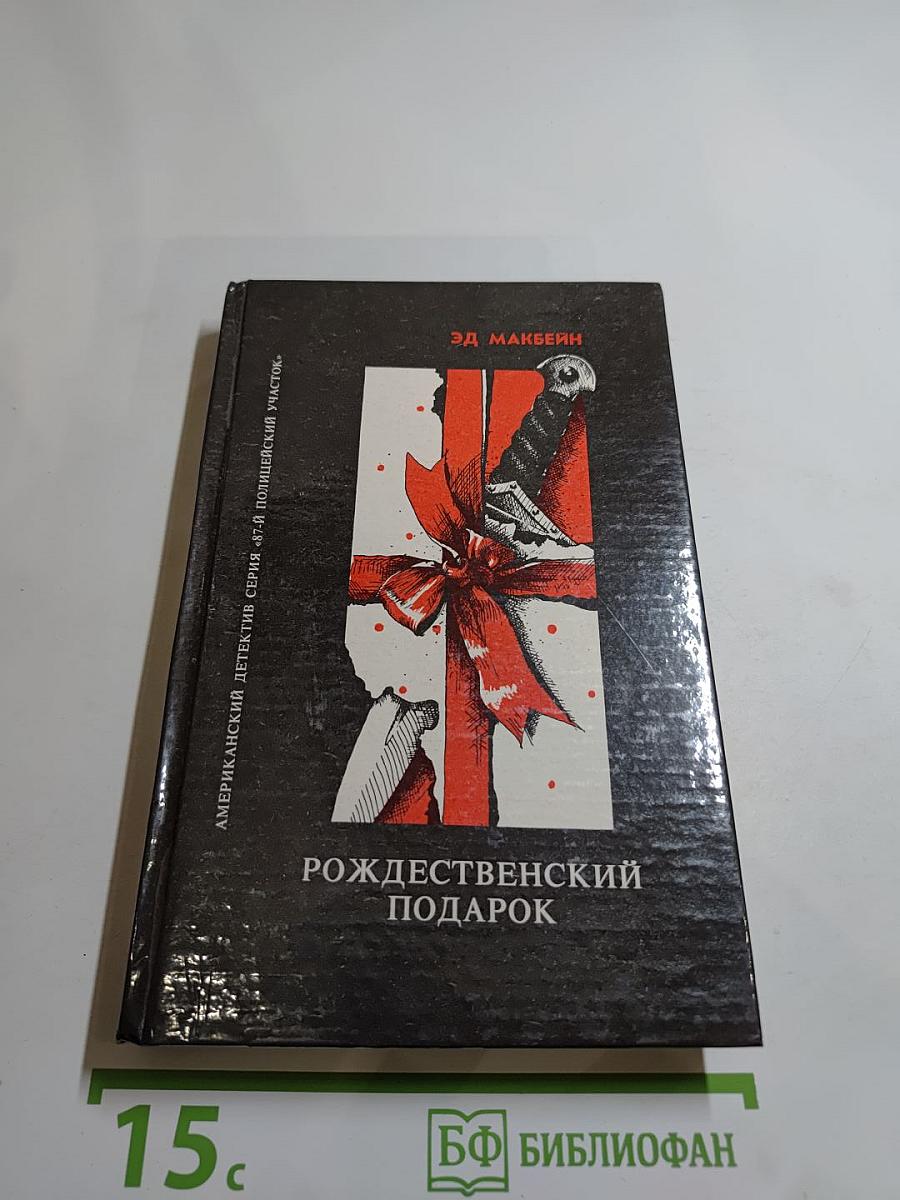 ЭД МАКБЕЙН
АМЕРИКАНСКИЙ ДЕТЕКТИВ СЕРИЯ «87-Й ПОЛИЦЕЙСКИЙ УЧАСТОК»
РОЖДЕСТВЕНСКИЙ
ПОДАРОК
15с
БФ БИБЛИОФАН